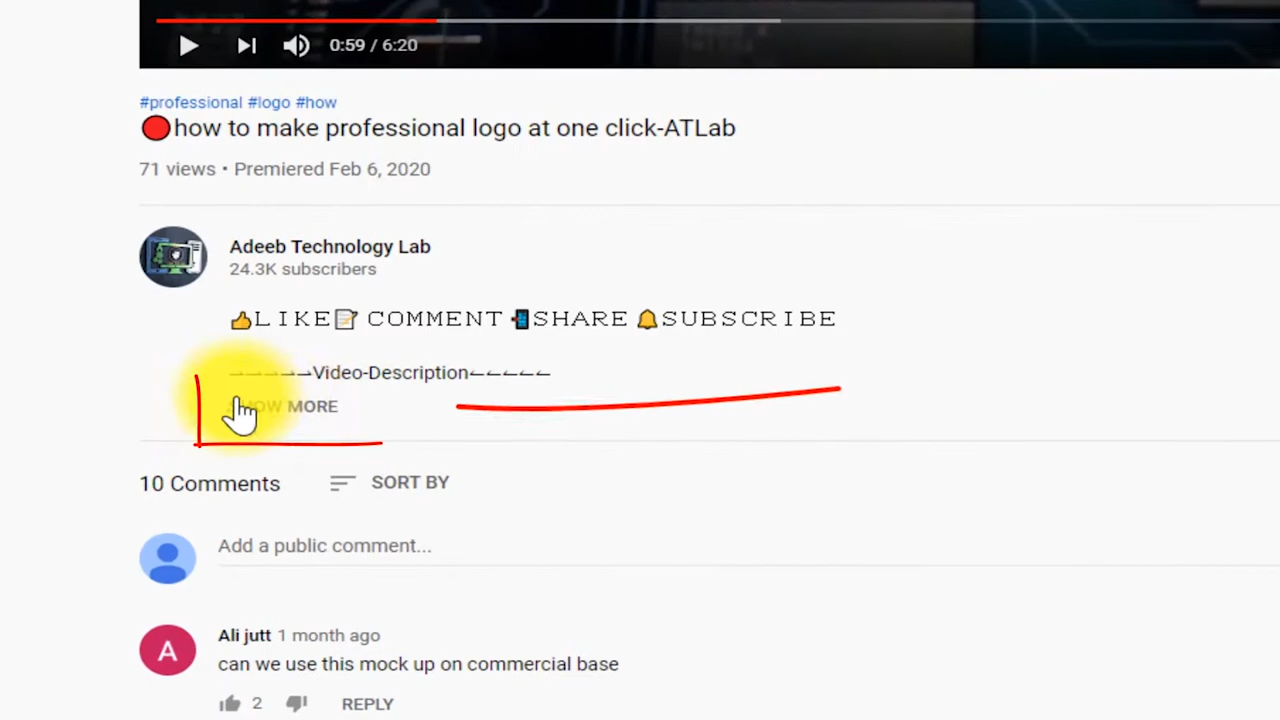 0:59 / 6:20
#professional #logo #how
🔴how to make professional logo at one click-ATLab
71 views • Premiered Feb 6, 2020
Adeeb Technology Lab
24.3K subscribers
👍LIKE📝 COMMENT 📲SHARE 🔔SUBSCRIBE
⇀⇀⇀⇀⇀Video-Description↼↼↼↼↼
SHOW MORE
10 Comments
SORT BY
Add a public comment...
A
Ali jutt 1 month ago
can we use this mock up on commercial base
2
REPLY